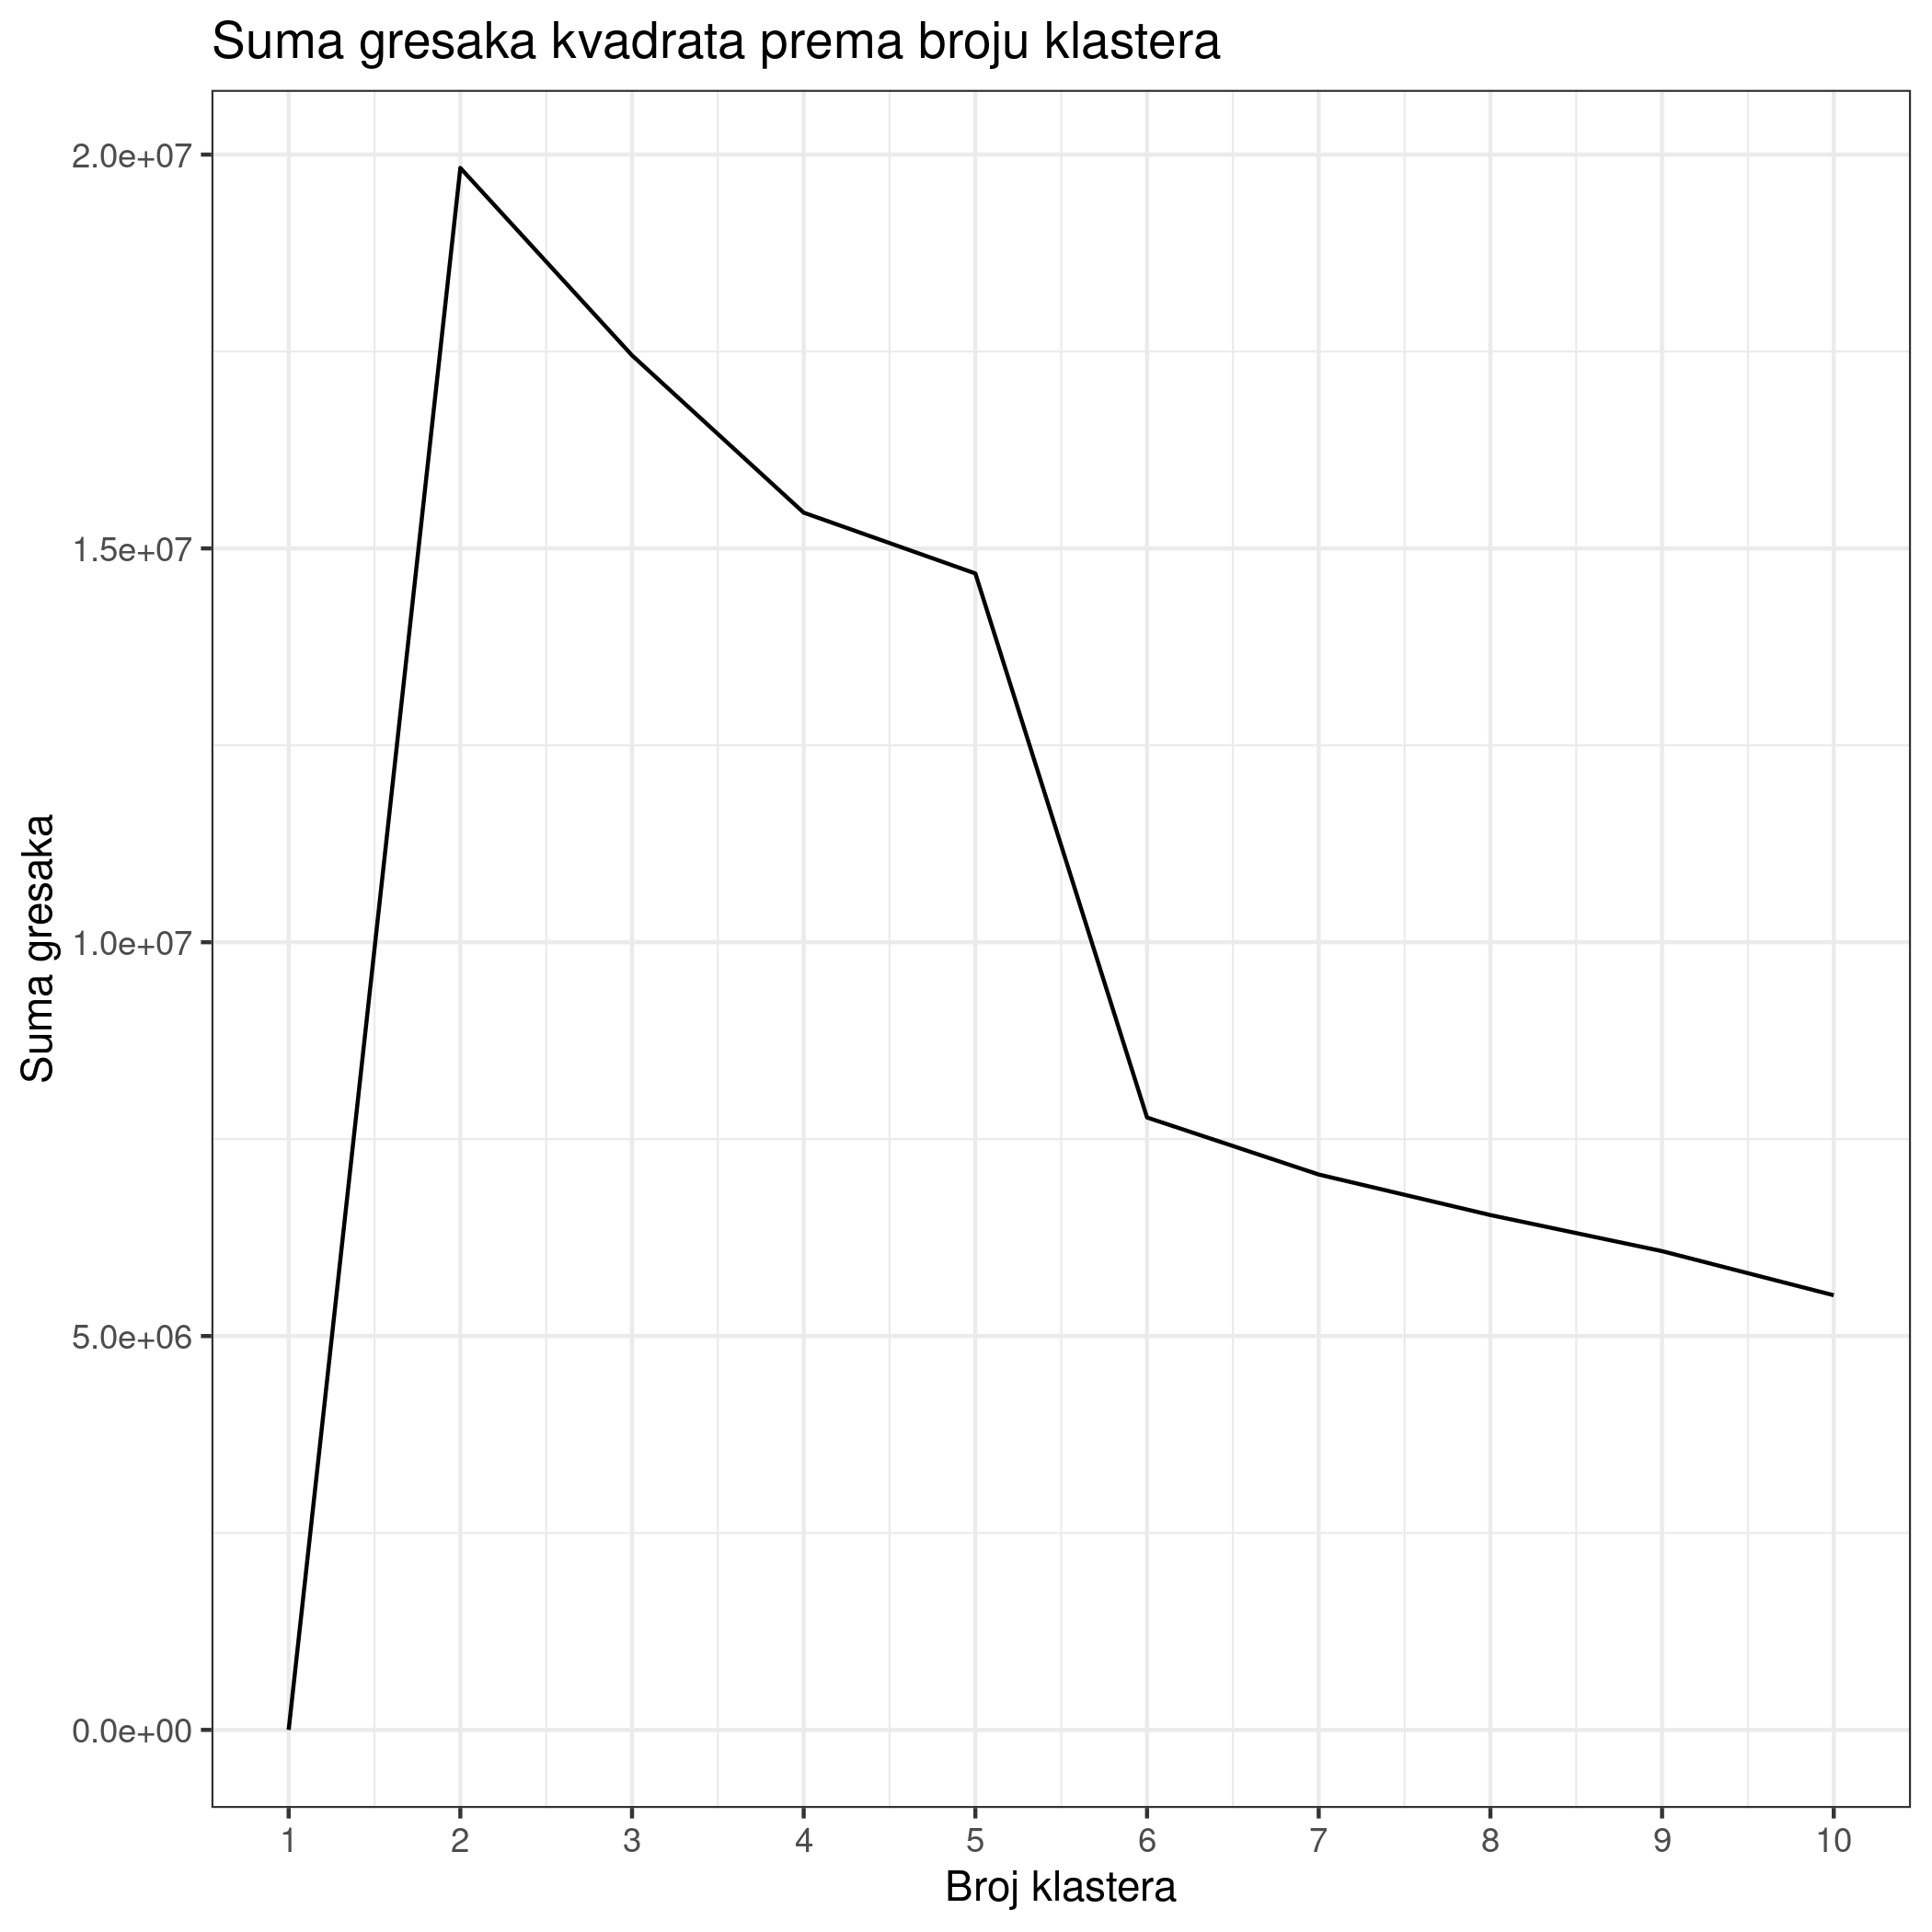 Suma gresaka kvadrata prema broju klastera
2.0e+07
1.5e+07
1.0e+07
5.0e+06
0.0e+00
Suma gresaka
1 2 3 4 5 6 7 8 9 10
Broj klastera